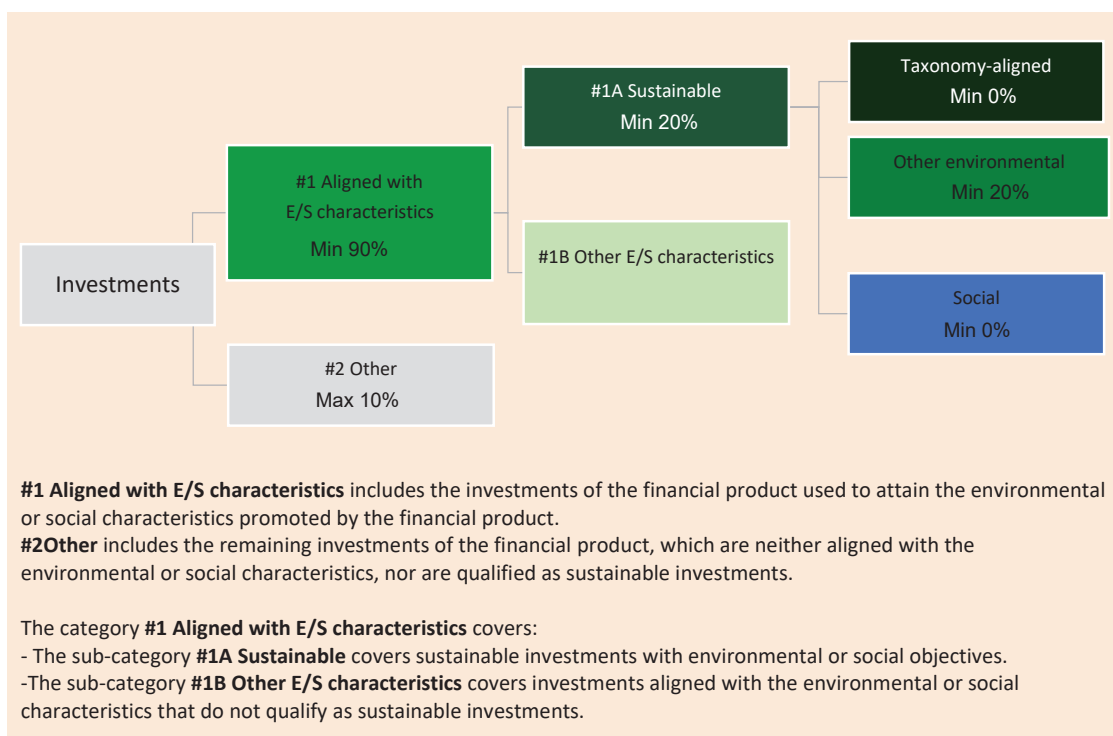 Investments
#1 Aligned with
E/S characteristics
Min 90%
#2 Other
Max 10%
#1A Sustainable
Min 20%
#1B Other E/S characteristics
Taxonomy-aligned
Min 0%
Other environmental
Min 20%
Social
Min 0%
#1 Aligned with E/S characteristics includes the investments of the financial product used to attain the environmental
or social characteristics promoted by the financial product.
#2Other includes the remaining investments of the financial product, which are neither aligned with the
environmental or social characteristics, nor are qualified as sustainable investments.
The category #1 Aligned with E/S characteristics covers:
- The sub-category #1A Sustainable covers sustainable investments with environmental or social objectives.
-The sub-category #1B Other E/S characteristics covers investments aligned with the environmental or social
characteristics that do not qualify as sustainable investments.